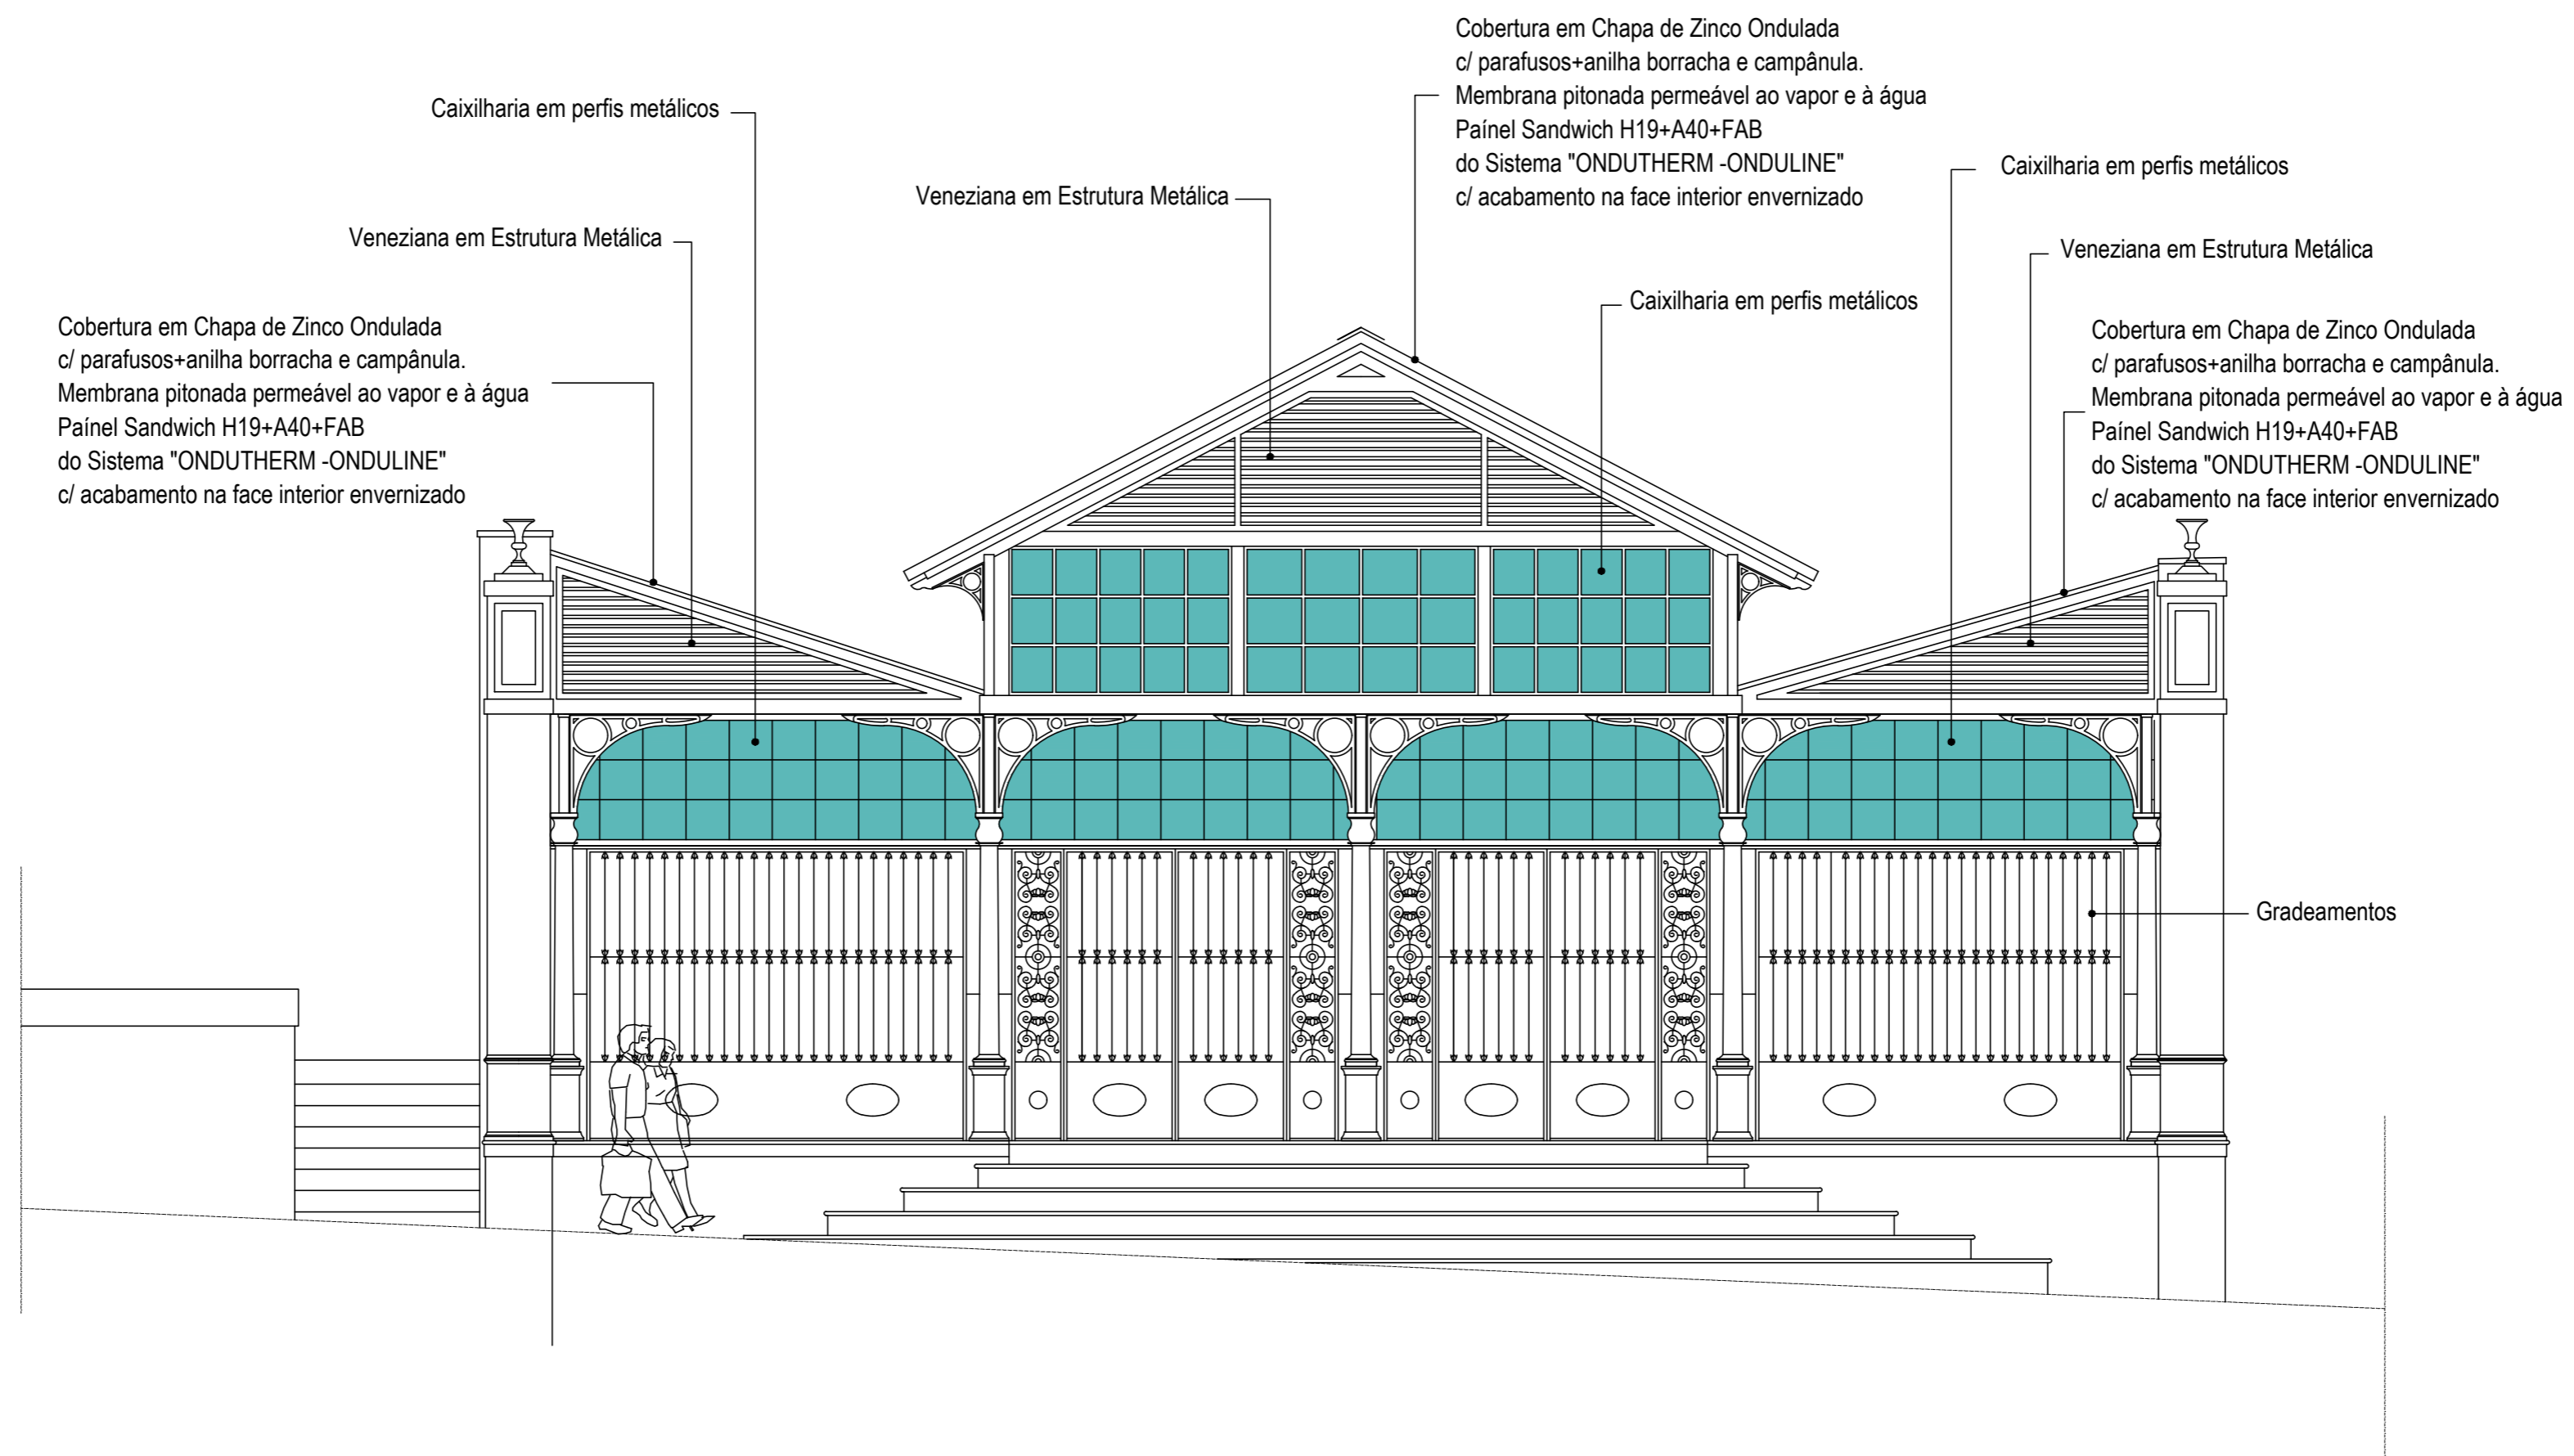 Cobertura em Chapa de Zinco Ondulada
c/ parafusos+anilha borracha e campânula.
Membrana pitonada permeável ao vapor e à água
Paínel Sandwich H19+A40+FAB
do Sistema "ONDUTHERM -ONDULINE"
c/ acabamento na face interior envernizado
Caixilharia em perfis metálicos
Caixilharia em perfis metálicos
Veneziana em Estrutura Metálica
Veneziana em Estrutura Metálica
Veneziana em Estrutura Metálica
Caixilharia em perfis metálicos
Cobertura em Chapa de Zinco Ondulada
c/ parafusos+anilha borracha e campânula.
Membrana pitonada permeável ao vapor e à água
Paínel Sandwich H19+A40+FAB
do Sistema "ONDUTHERM -ONDULINE"
c/ acabamento na face interior envernizado
Cobertura em Chapa de Zinco Ondulada
c/ parafusos+anilha borracha e campânula.
Membrana pitonada permeável ao vapor e à água
Paínel Sandwich H19+A40+FAB
do Sistema "ONDUTHERM -ONDULINE"
c/ acabamento na face interior envernizado
Gradeamentos